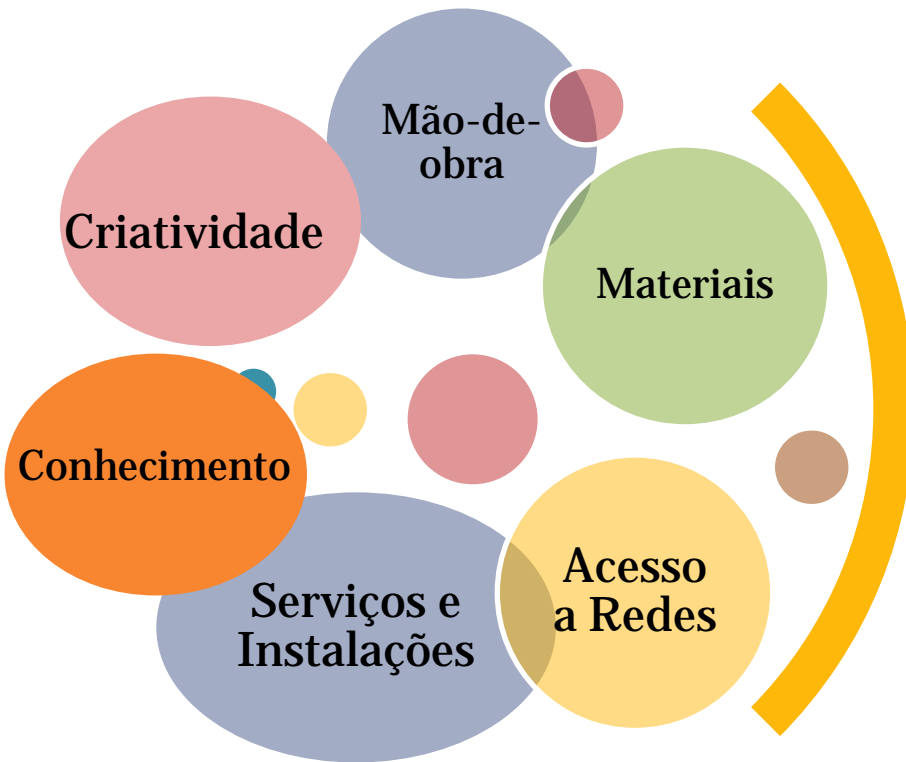 Mão-de-
obra
Criatividade
Materiais
Conhecimento
Acesso
a Redes
Serviços e
Instalações